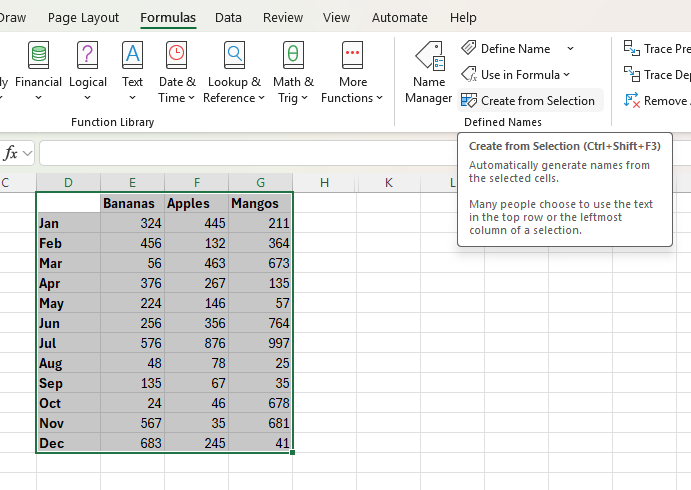 Page Layout Formulas Data Review View Automate Help
Financial Logical Text Date & Time Lookup & Reference Math & Trig More Functions
Function Library
Name Manager
Define Name
Use in Formula
Create from Selection
Defined Names
Trace
Trace
Remove
Create from Selection (Ctrl+Shift+F3)
Automatically generate names from
the selected cells.
Many people choose to use the text
in the top row or the leftmost
column of a selection.
fx
C D E F G H K L
Bananas Apples Mangos
Jan 324 445 211
Feb 456 132 364
Mar 56 463 673
Apr 376 267 135
May 224 146 57
Jun 256 356 764
Jul 576 876 997
Aug 48 78 25
Sep 135 67 35
Oct 24 46 678
Nov 567 35 681
Dec 683 245 41